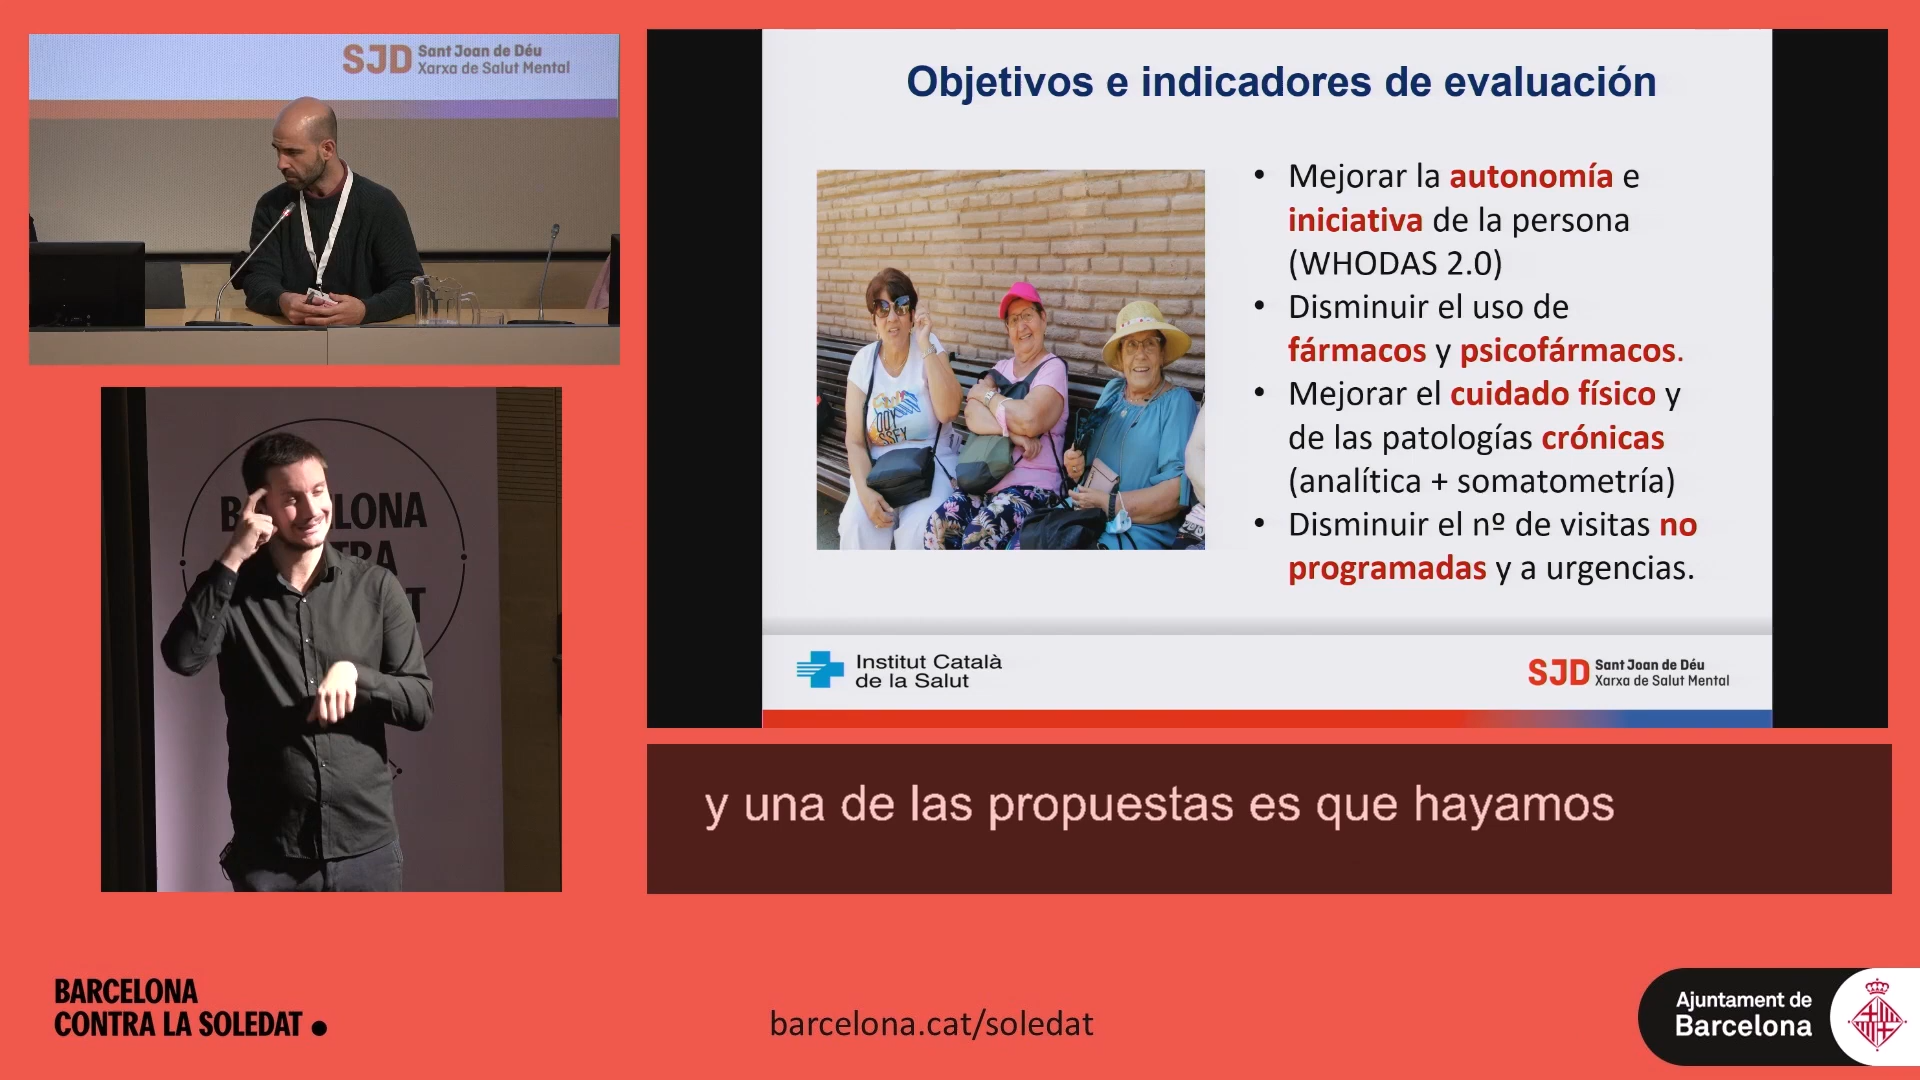 SJD Sant Joan de Déu
Xarxa de Salut Mental
Objetivos e indicadores de evaluación
• Mejorar la autonomía e
iniciativa de la persona
(WHODAS 2.0)
• Disminuir el uso de
fármacos y psicofármacos.
• Mejorar el cuidado físico y
de las patologías crónicas
(analítica + somatometría)
• Disminuir el nº de visitas no
programadas y a urgencias.
ODY
SSEY
Institut Català
de la Salut
SJD Sant Joan de Déu
Xarxa de Salut Mental
y una de las propuestas es que hayamos
BARCELONA
CONTRA LA SOLEDAT
barcelona.cat/soledat
Ajuntament de
Barcelona